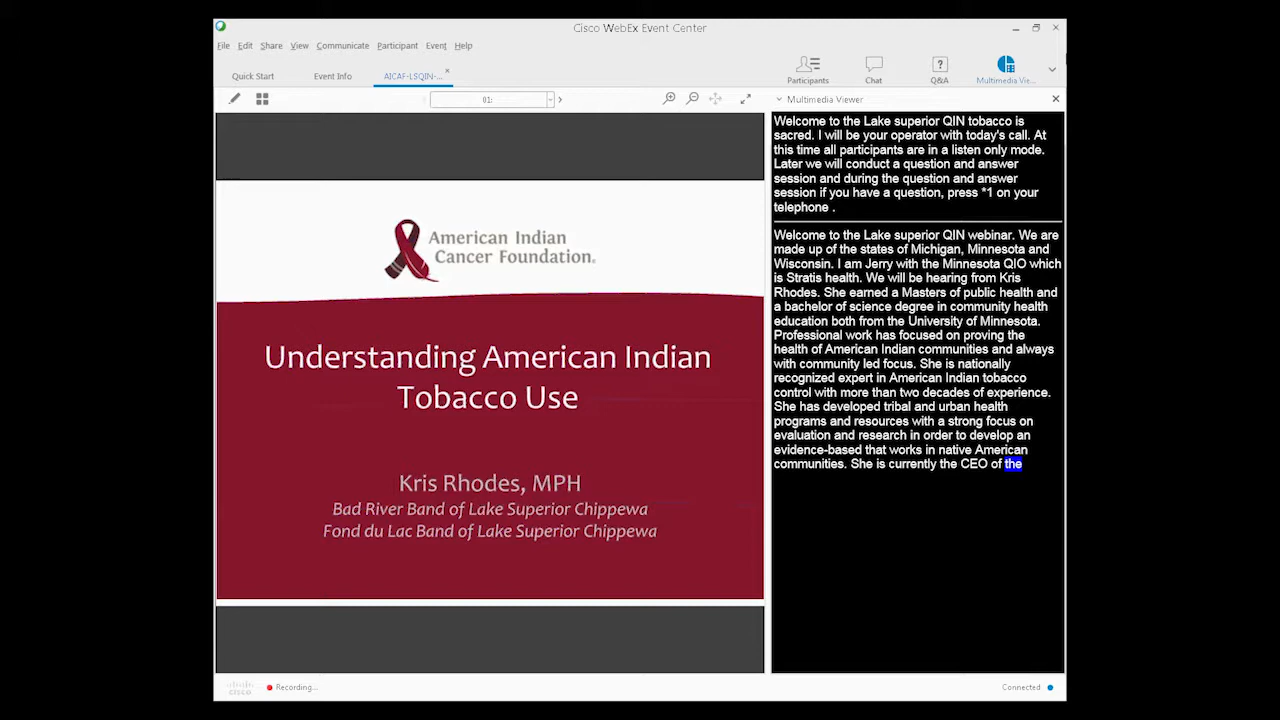 Cisco WebEx Event Center
File Edit Share View Communicate Participant Event Help
Quick Start Event Info AICAF-LSQIN-...
Participants Chat Q&A Multimedia Vie...
01:
Multimedia Viewer
American Indian
Cancer Foundation.
Understanding American Indian
Tobacco Use
Kris Rhodes, MPH
Bad River Band of Lake Superior Chippewa
Fond du Lac Band of Lake Superior Chippewa
Welcome to the Lake superior QIN tobacco is
sacred. I will be your operator with today's call. At
this time all participants are in a listen only mode.
Later we will conduct a question and answer
session and during the question and answer
session if you have a question, press *1 on your
telephone .
Welcome to the Lake superior QIN webinar. We are
made up of the states of Michigan, Minnesota and
Wisconsin. I am Jerry with the Minnesota QIO which
is Stratis health. We will be hearing from Kris
Rhodes. She earned a Masters of public health and
a bachelor of science degree in community health
education both from the University of Minnesota.
Professional work has focused on proving the
health of American Indian communities and always
with community led focus. She is nationally
recognized expert in American Indian tobacco
control with more than two decades of experience.
She has developed tribal and urban health
programs and resources with a strong focus on
evaluation and research in order to develop an
evidence-based that works in native American
communities. She is currently the CEO of the
cisco
Recording...
Connected